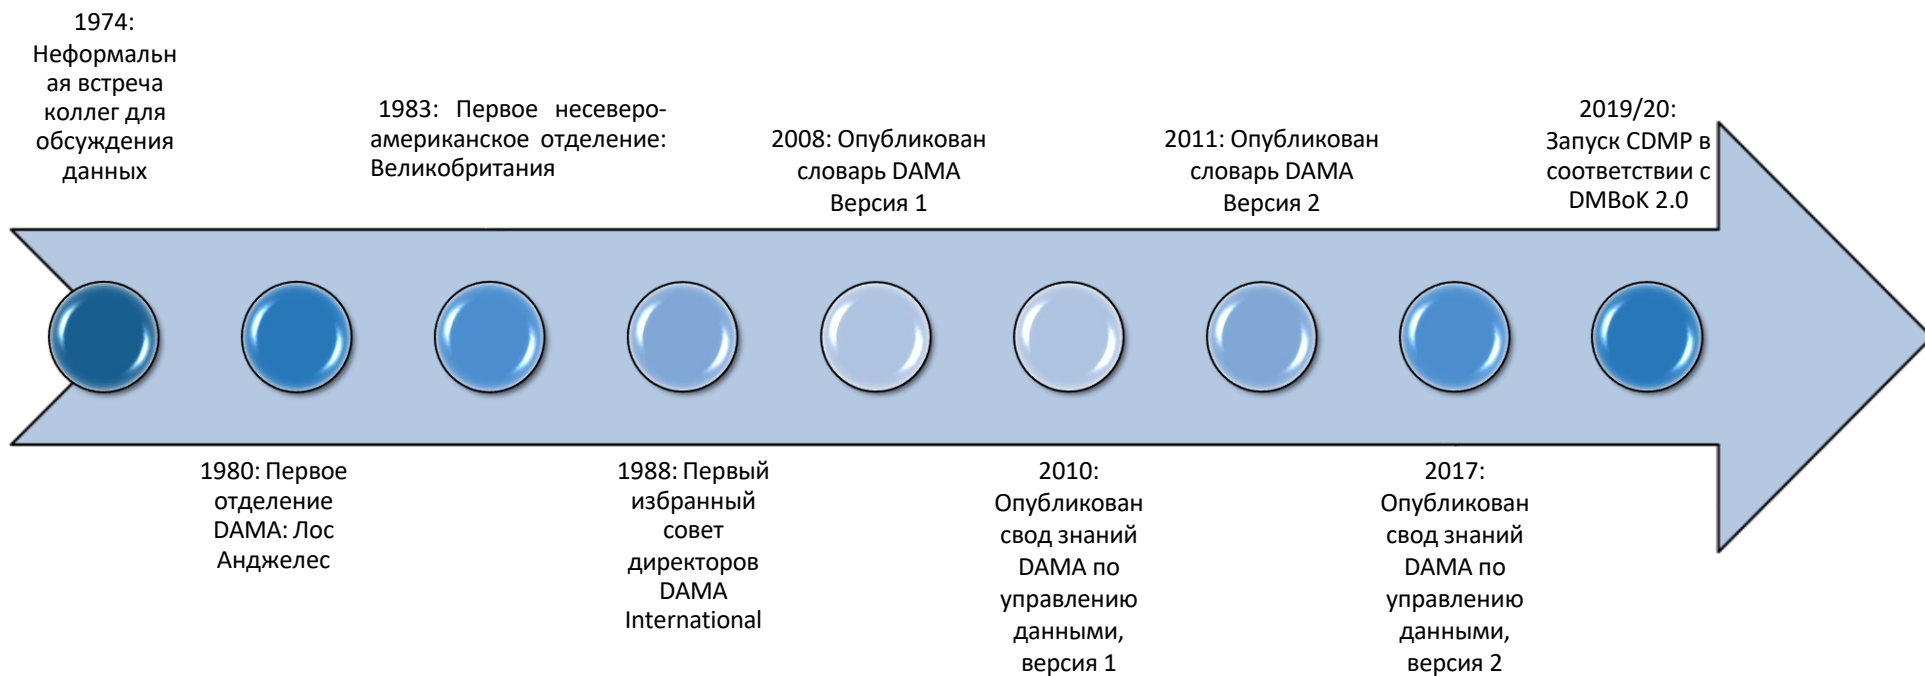 1974:
Неформальн
ая встреча
коллег для
обсуждения
данных
1980: Первое
отделение
DAMA: Лос
Анджелес
1983: Первое несеверо-
американское отделение:
Великобритания
1988: Первый
избранный
совет
директоров
DAMA
International
2008: Опубликован
словарь DAMA
Версия 1
2010:
Опубликован
свод знаний
DAMA по
управлению
данными,
версия 1
2011: Опубликован
словарь DAMA
Версия 2
2017:
Опубликован
свод знаний
DAMA по
управлению
данными,
версия 2
2019/20:
Запуск CDMP в
соответствии с
DMBoK 2.0